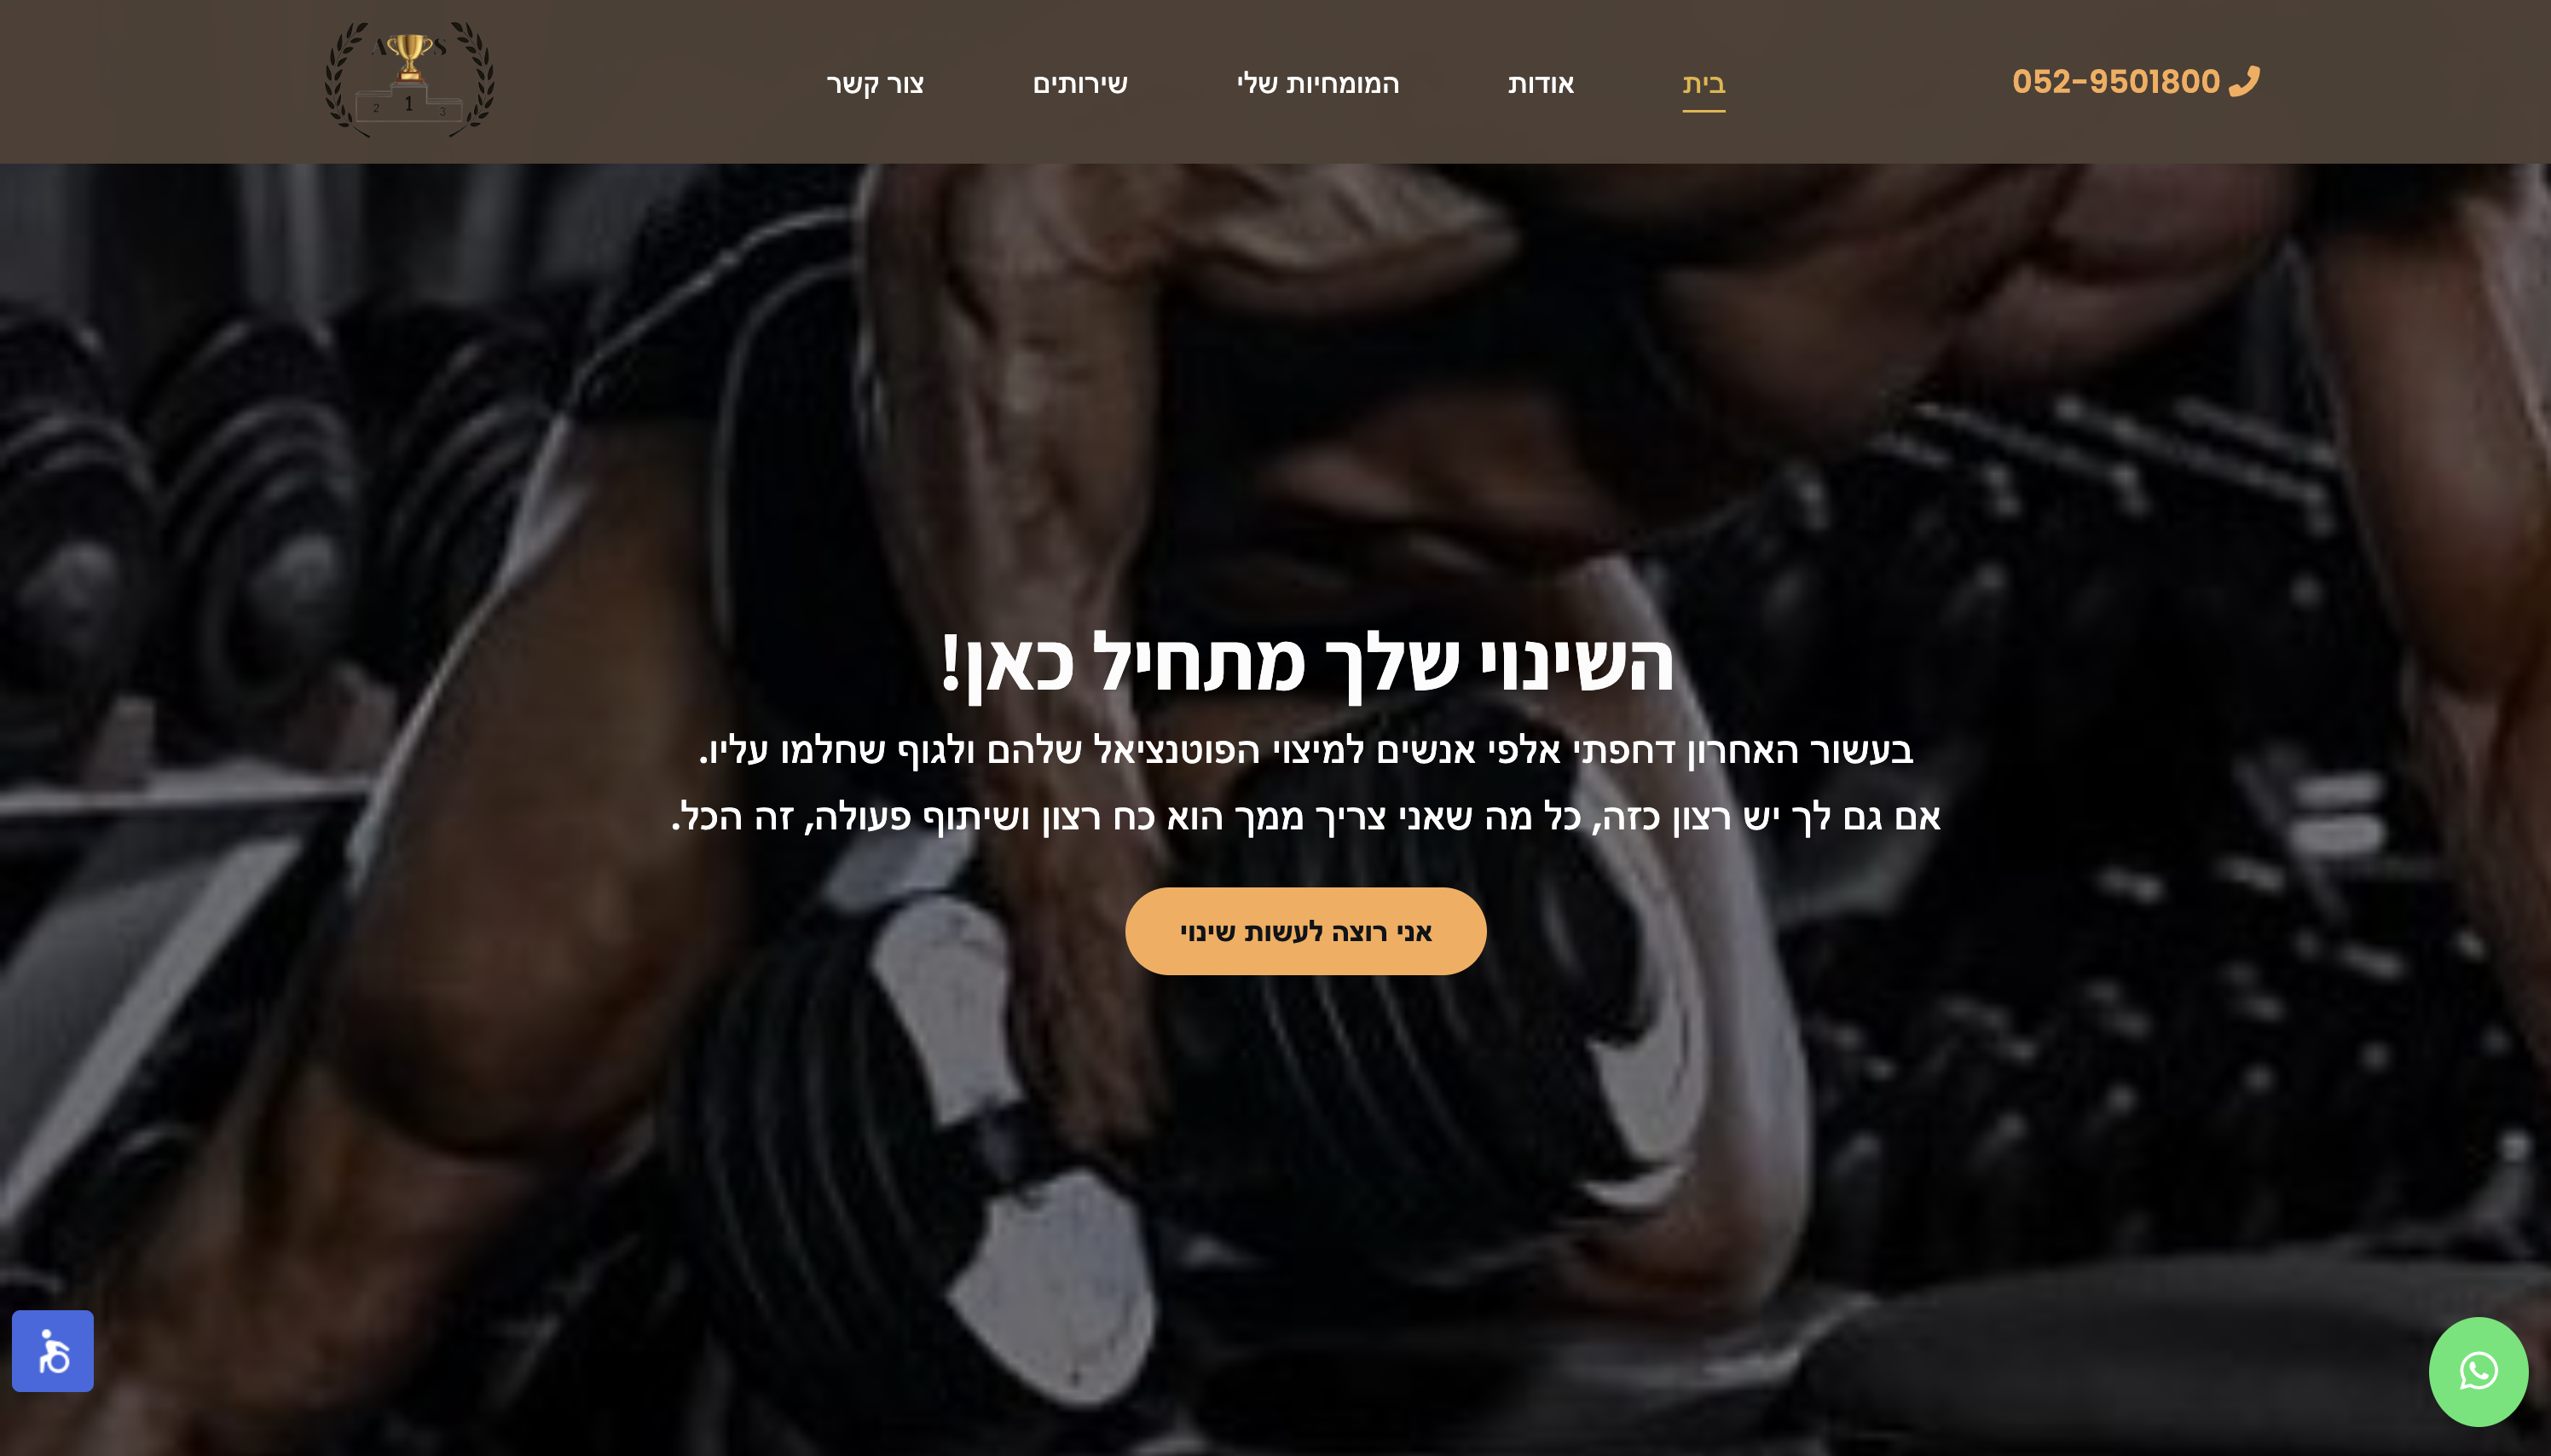 052-9501800
בית
אודות
המומחיות שלי
שירותים
צור קשר
A S
2 1 3
השינוי שלך מתחיל כאן!
בעשור האחרון דחפתי אלפי אנשים למיצוי הפוטנציאל שלהם ולגוף שחלמו עליו.
אם גם לך יש רצון כזה, כל מה שאני צריך ממך הוא כח רצון ושיתוף פעולה, זה הכל.
אני רוצה לעשות שינוי